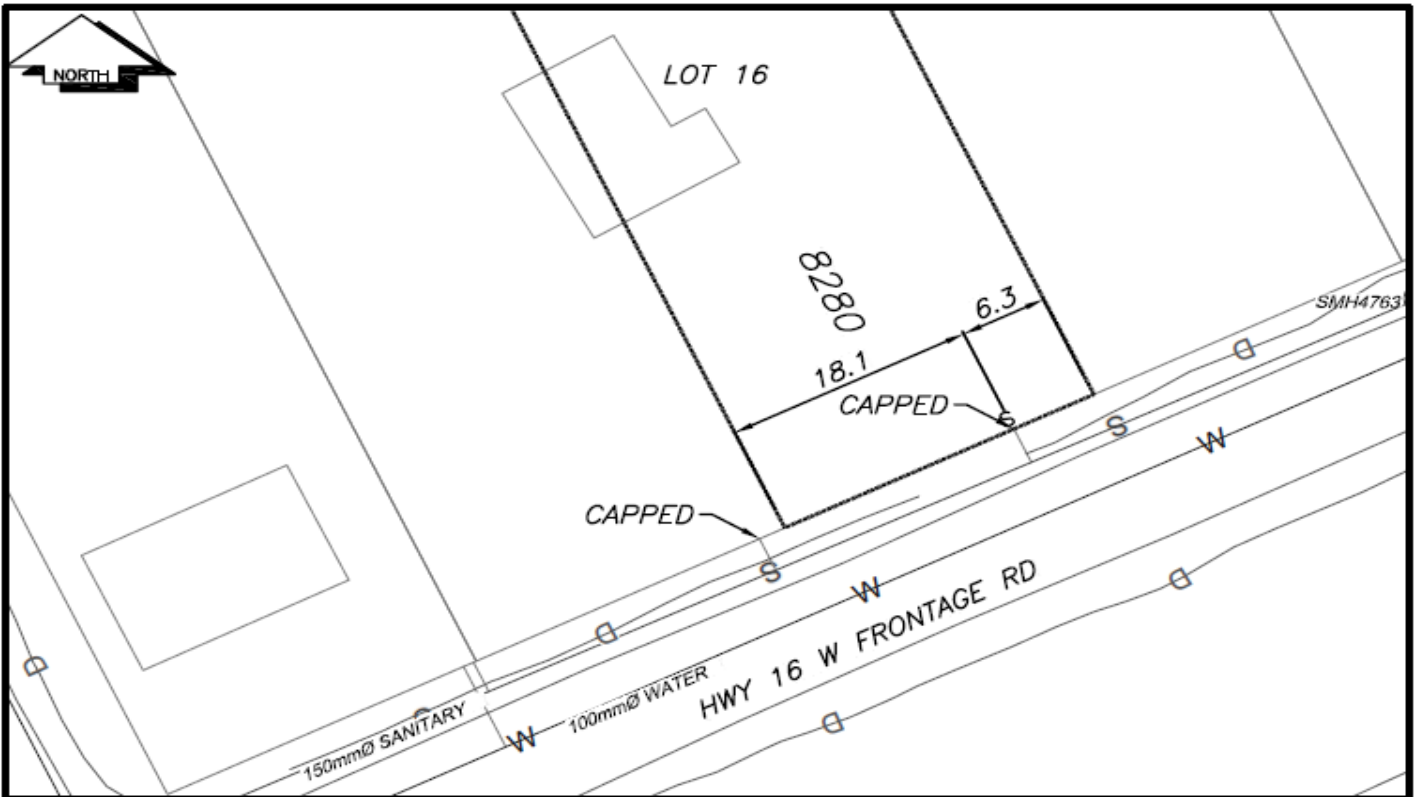 NORTH
LOT 16
8280
6.3
SMH4763
18.1
CAPPED
D
S
S
W
CAPPED
S
W
D
HWY 16 W FRONTAGE RD
D
D
100mmØ WATER
W
150mmØ SANITARY
D